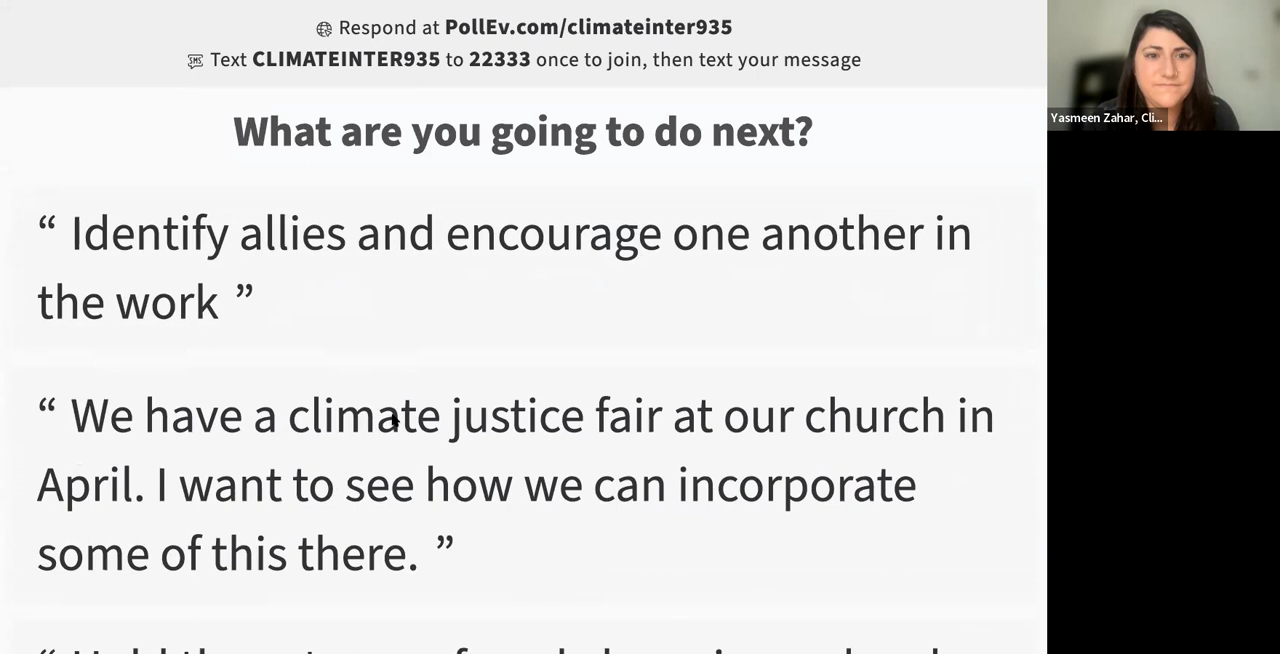 Respond at PollEv.com/climateinter935
Text CLIMATEINTER935 to 22333 once to join, then text your message
What are you going to do next?
“ Identify allies and encourage one another in
the work ”
“ We have a climate justice fair at our church in
April. I want to see how we can incorporate
some of this there. ”
Yasmeen Zahar, Cli...